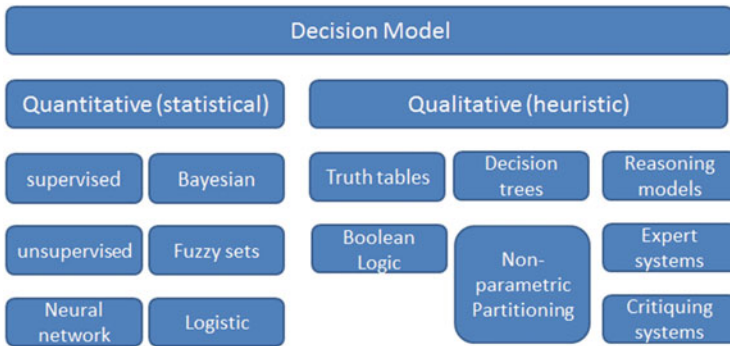 Decision Model
Quantitative (statistical)
Qualitative (heuristic)
supervised
Bayesian
Truth tables
Decision
trees
Reasoning
models
unsupervised
Fuzzy sets
Boolean
Logic
Non-
parametric
Partitioning
Expert
systems
Neural
network
Logistic
Critiquing
systems